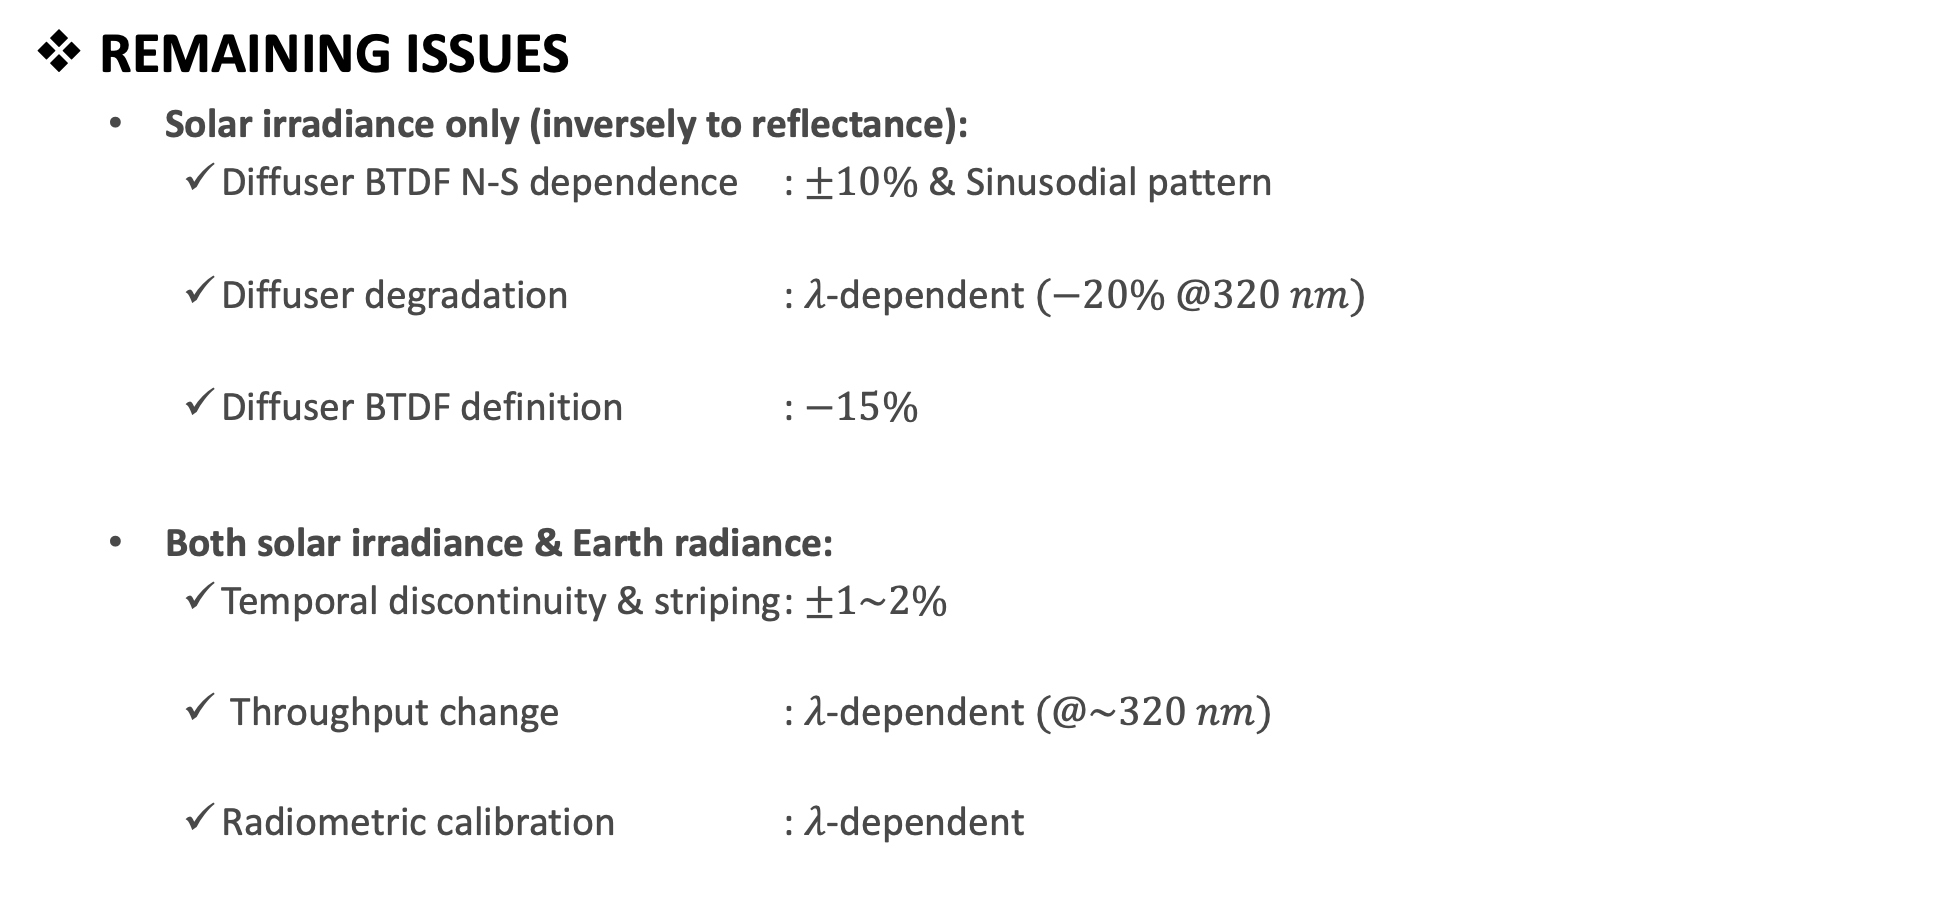 ❖ REMAINING ISSUES
• Solar irradiance only (inversely to reflectance):
✓ Diffuser BTDF N-S dependence : ±10% & Sinusodial pattern
✓ Diffuser degradation : λ-dependent (−20% @320 nm)
✓ Diffuser BTDF definition : −15%
• Both solar irradiance & Earth radiance:
✓ Temporal discontinuity & striping: ±1~2%
✓ Throughput change : λ-dependent (@~320 nm)
✓ Radiometric calibration : λ-dependent